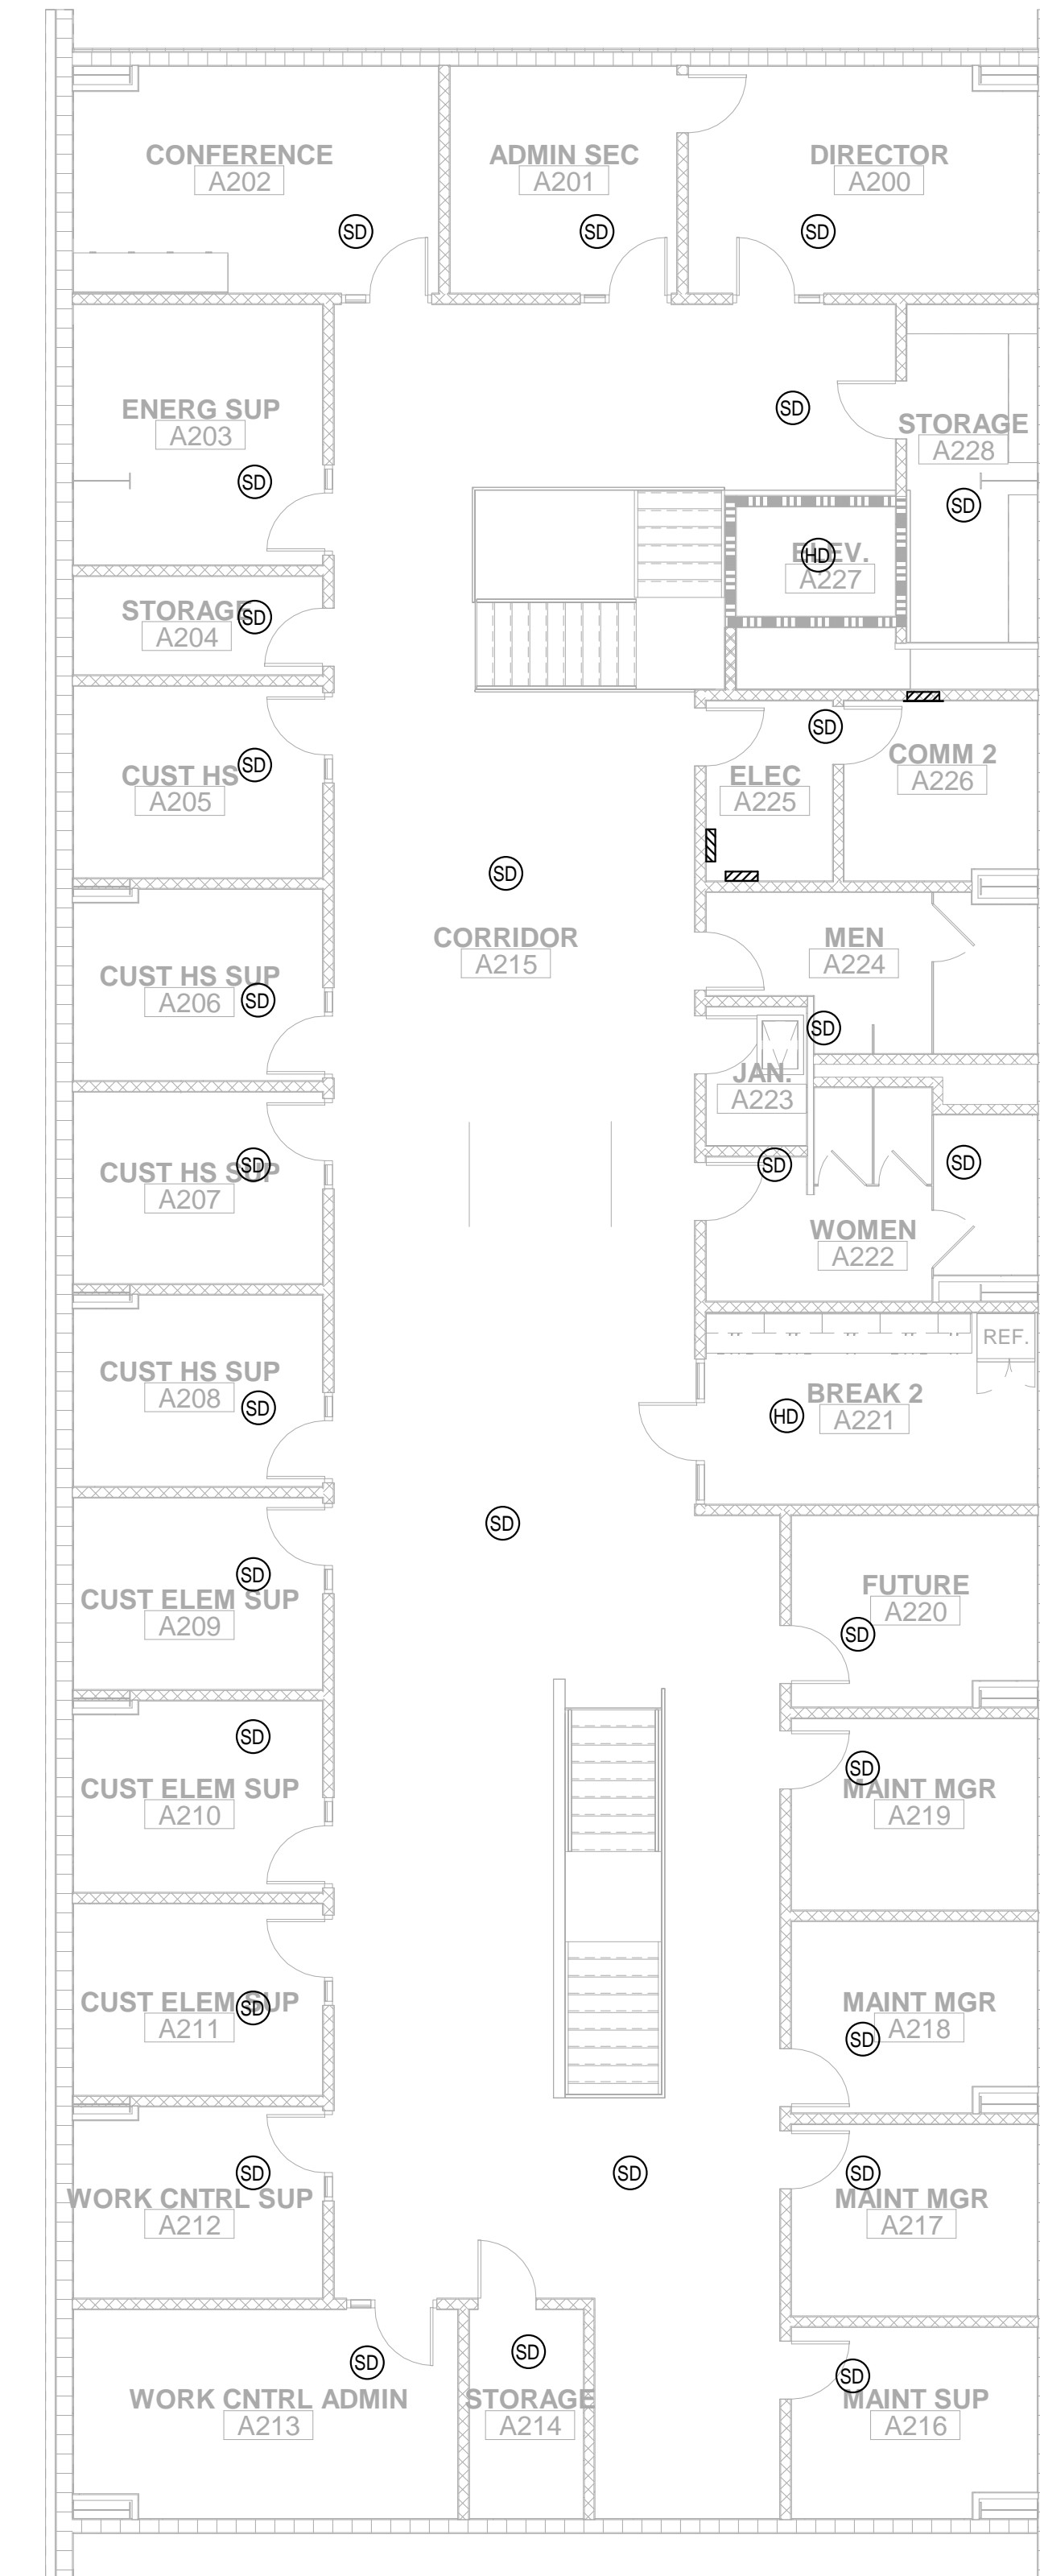 CONFERENCE
A202
ADMIN SEC
A201
DIRECTOR
A200
SD
SD
SD
ENERG SUP
A203
SD
SD
STORAGE
A228
SD
ELEV.
HD
A227
STORAGE
SD
A204
SD
CUST HS
A205
SD
ELEC
A225
COMM 2
A226
SD
CORRIDOR
A215
MEN
A224
CUST HS SUP
A206
SD
SD
JAN.
A223
CUST HS SUP
SD
A207
SD
SD
WOMEN
A222
REF.
CUST HS SUP
A208
SD
HD
BREAK 2
A221
SD
SD
CUST ELEM SUP
A209
FUTURE
A220
SD
SD
CUST ELEM SUP
A210
SD
MAINT MGR
A219
CUST ELEM SUP
SD
A211
MAINT MGR
A218
SD
SD
WORK CNTRL SUP
A212
SD
SD
MAINT MGR
A217
SD
WORK CNTRL ADMIN
A213
SD
STORAGE
A214
SD
MAINT SUP
A216